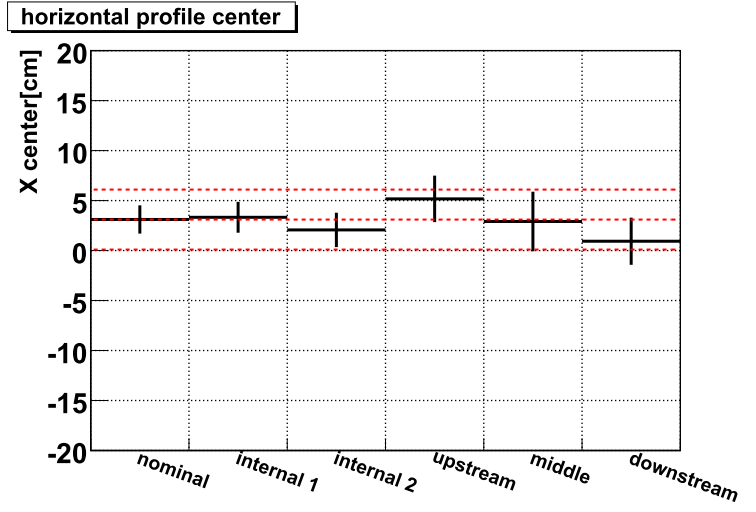 horizontal profile center
X center[cm]
20
15
10
5
0
-5
-10
-15
-20
nominal
internal 1
internal 2
upstream
middle
downstream